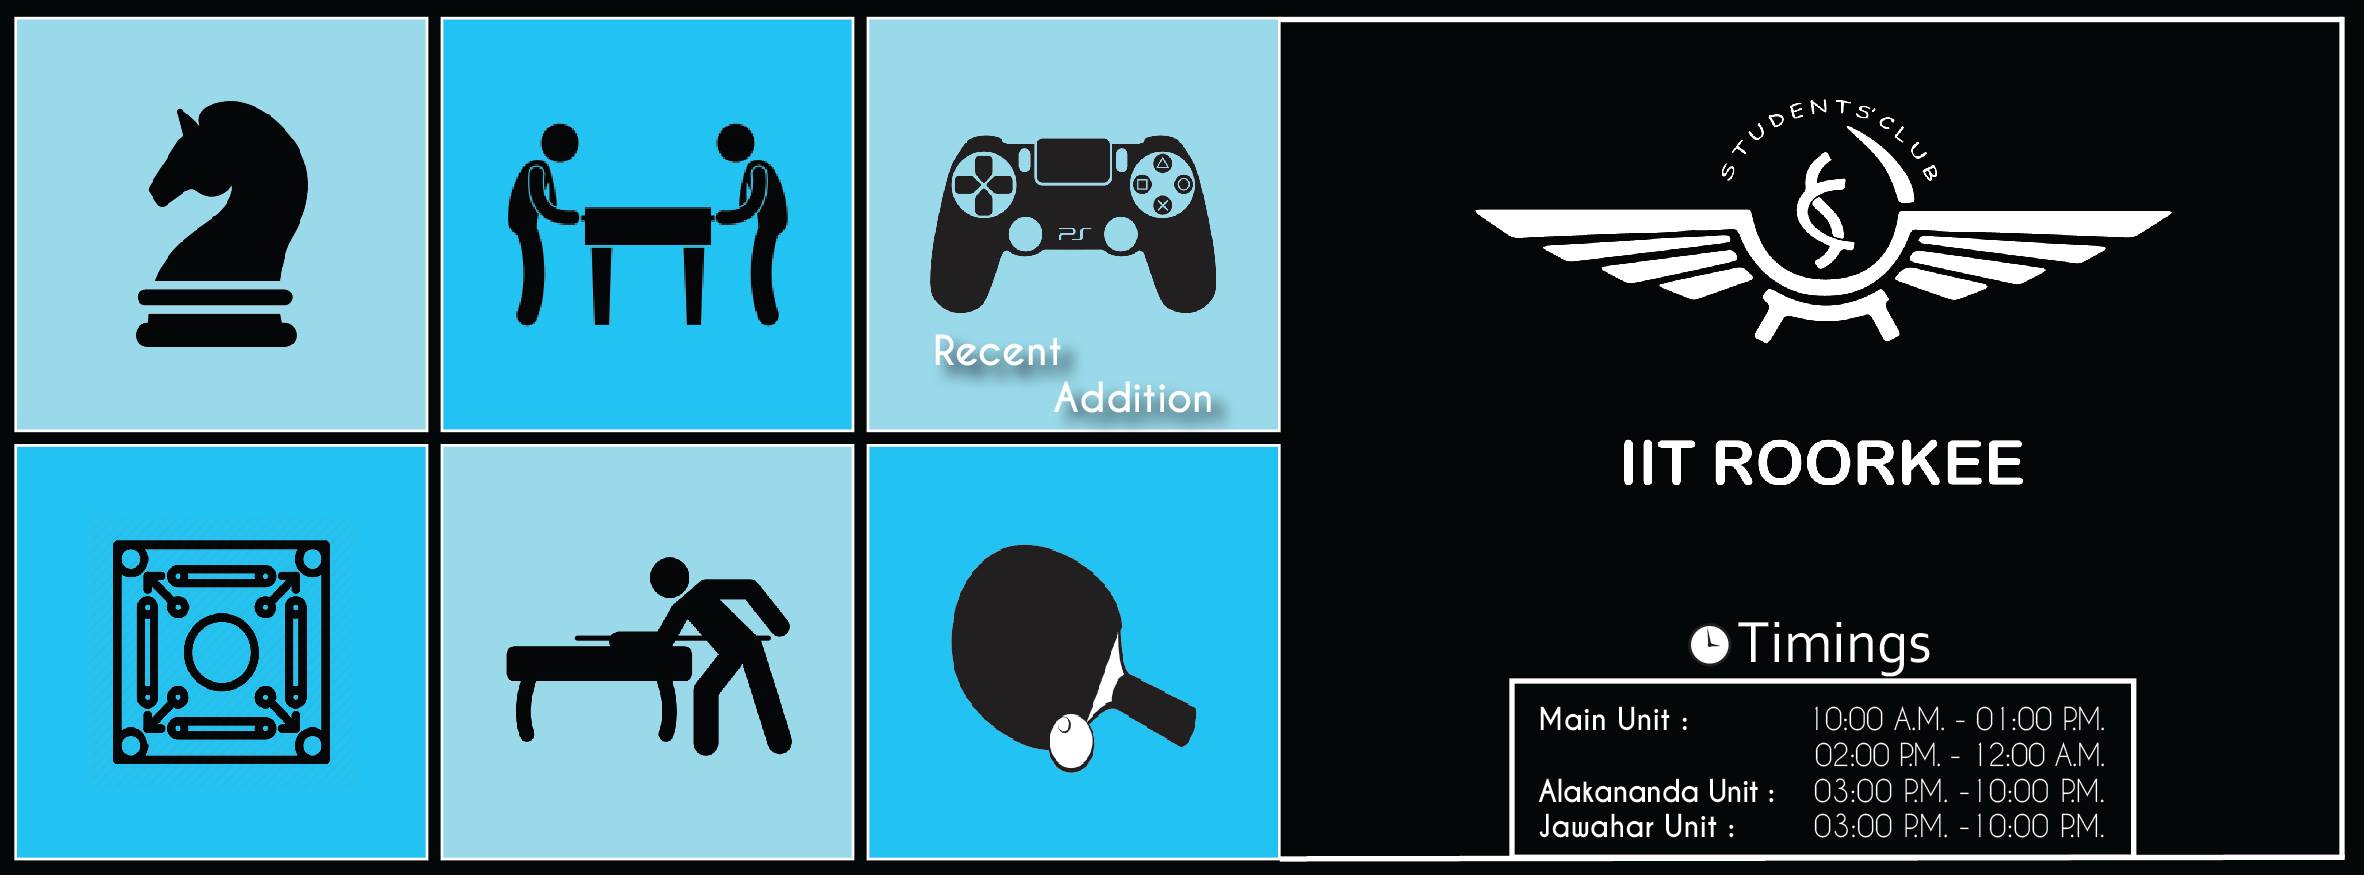 PS
Recent
Addition
STUDENTS' CLUB
IIT ROORKEE
Timings
Main Unit : 10:00 A.M. - 01:00 P.M.
02:00 P.M. - 12:00 A.M.
Alakananda Unit : 03:00 P.M. -10:00 P.M.
Jawahar Unit : 03:00 P.M. -10:00 P.M.